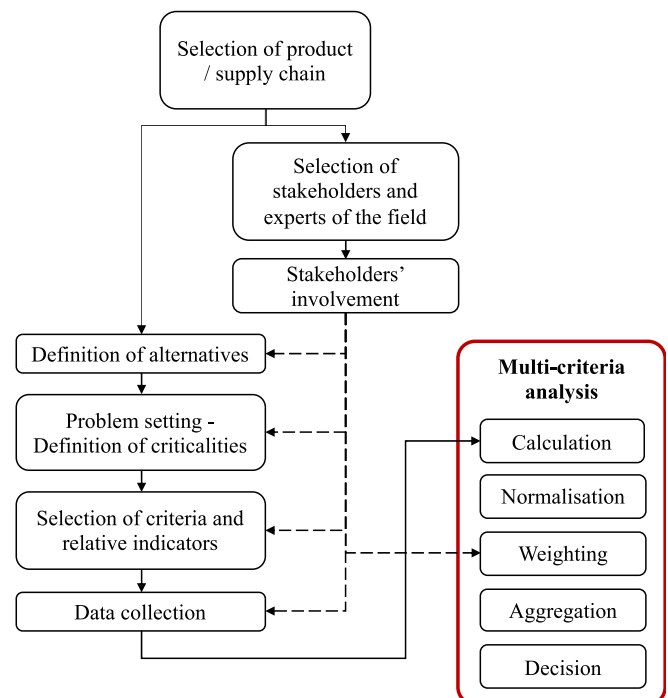 Selection of product
/ supply chain
Selection of
stakeholders and
experts of the field
Stakeholders’
involvement
Definition of alternatives
Problem setting -
Definition of criticalities
Selection of criteria and
relative indicators
Data collection
Multi-criteria
analysis
Calculation
Normalisation
Weighting
Aggregation
Decision